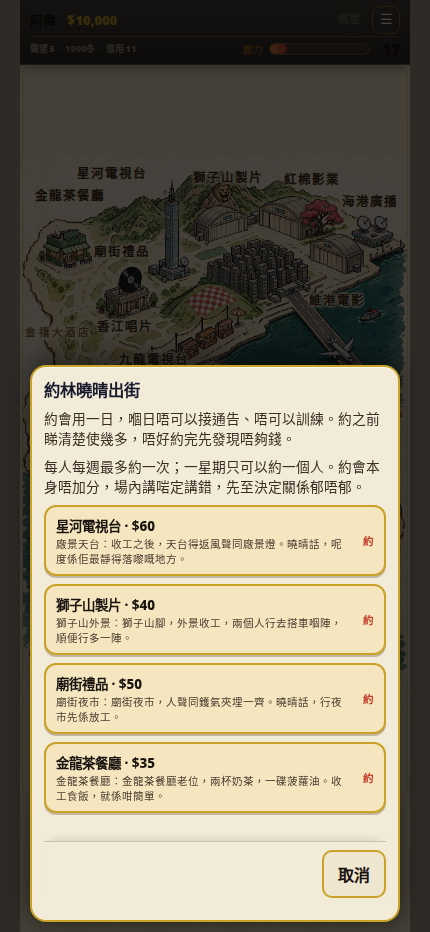 阿偉 $10,000
健康 ☰
聲望 5 · 1990冬 · 信用 11
壓力 17
星河電視台
獅子山製片
紅棉影業
金龍茶餐廳
海港廣播
廟街禮品
維港電影
金禧大酒店
香江唱片
九龍電視台
約林曉晴出街
約會用一日，嗰日唔可以接通告、唔可以訓練。約之前
睇清楚使幾多，唔好約完先發現唔夠錢。
每人每週最多約一次；一星期只可以約一個人。約會本
身唔加分，場內講啱定講錯，先至決定關係郁唔郁。
星河電視台 · $60
廠景天台：收工之後，天台得返風聲同廠景燈。曉晴話，呢
度係佢最靜得落嚟嘅地方。
約
獅子山製片 · $40
獅子山外景：獅子山腳，外景收工，兩個人行去搭車嗰陣，
順便行多一陣。
約
廟街禮品 · $50
廟街夜市：廟街夜市，人聲同鑊氣夾埋一齊。曉晴話，行夜
市先係放工。
約
金龍茶餐廳 · $35
金龍茶餐廳：金龍茶餐廳老位，兩杯奶茶，一碟菠蘿油。收
工食飯，就係咁簡單。
約
取消